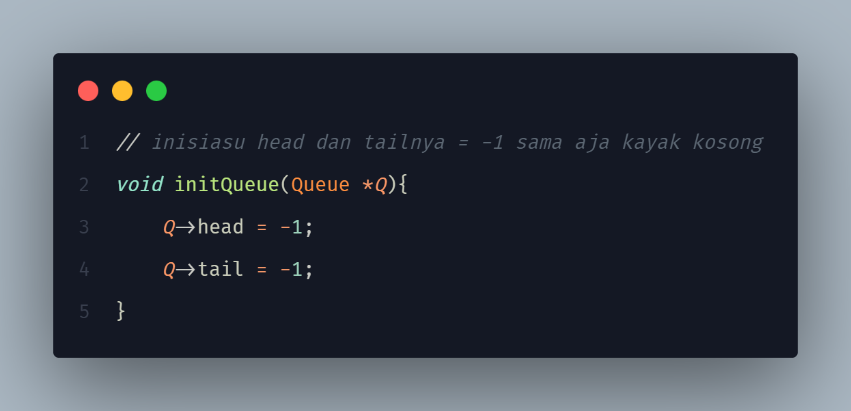 1 // inisiasu head dan tailnya = -1 sama aja kayak kosong
2 void initQueue(Queue *Q){
3     Q->head = -1;
4     Q->tail = -1;
5 }